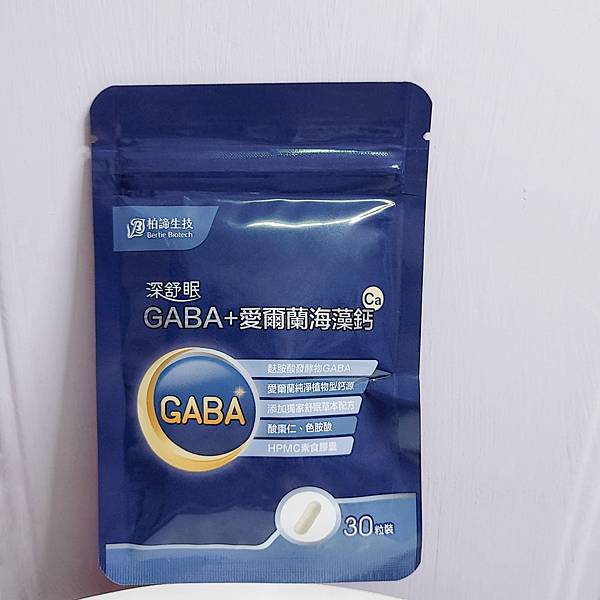 柏諦生技
Bertie Biotech
深舒眠
GABA+愛爾蘭海藻鈣
Ca
GABA
麩胺酸發酵物GABA
愛爾蘭純淨植物型鈣源
添加獨家舒眠草本配方
酸棗仁、色胺酸
HPMC素食膠囊
30粒裝